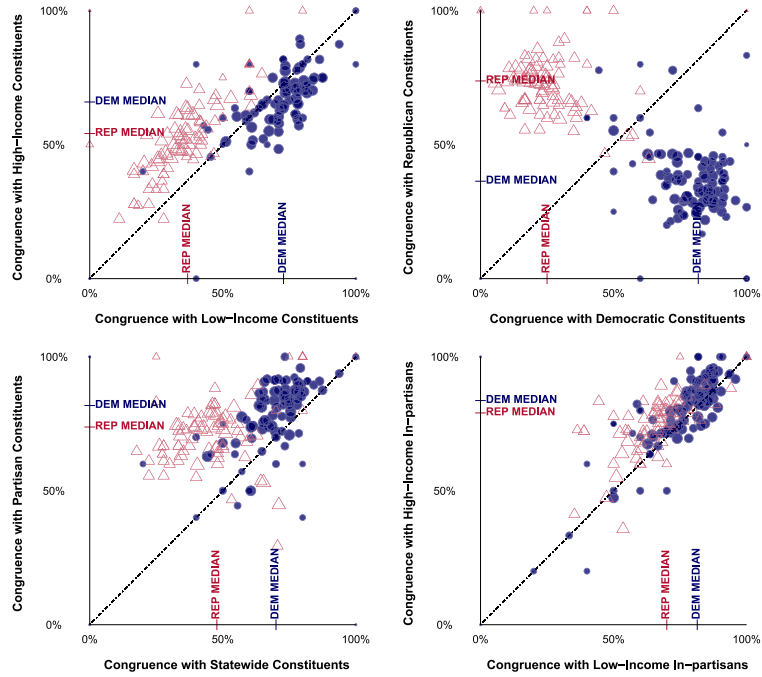 100%
50%
0%
0%
50%
100%
Congruence with High−Income Constituents
DEM MEDIAN
REP MEDIAN
REP MEDIAN
DEM MEDIAN
Congruence with Low−Income Constituents
100%
50%
0%
0%
50%
100%
Congruence with Republican Constituents
REP MEDIAN
DEM MEDIAN
REP MEDIAN
DEM MEDIAN
Congruence with Democratic Constituents
100%
50%
0%
0%
50%
100%
Congruence with Partisan Constituents
DEM MEDIAN
REP MEDIAN
REP MEDIAN
DEM MEDIAN
Congruence with Statewide Constituents
100%
50%
0%
0%
50%
100%
Congruence with High−Income In−partisans
DEM MEDIAN
REP MEDIAN
REP MEDIAN
DEM MEDIAN
Congruence with Low−Income In−partisans